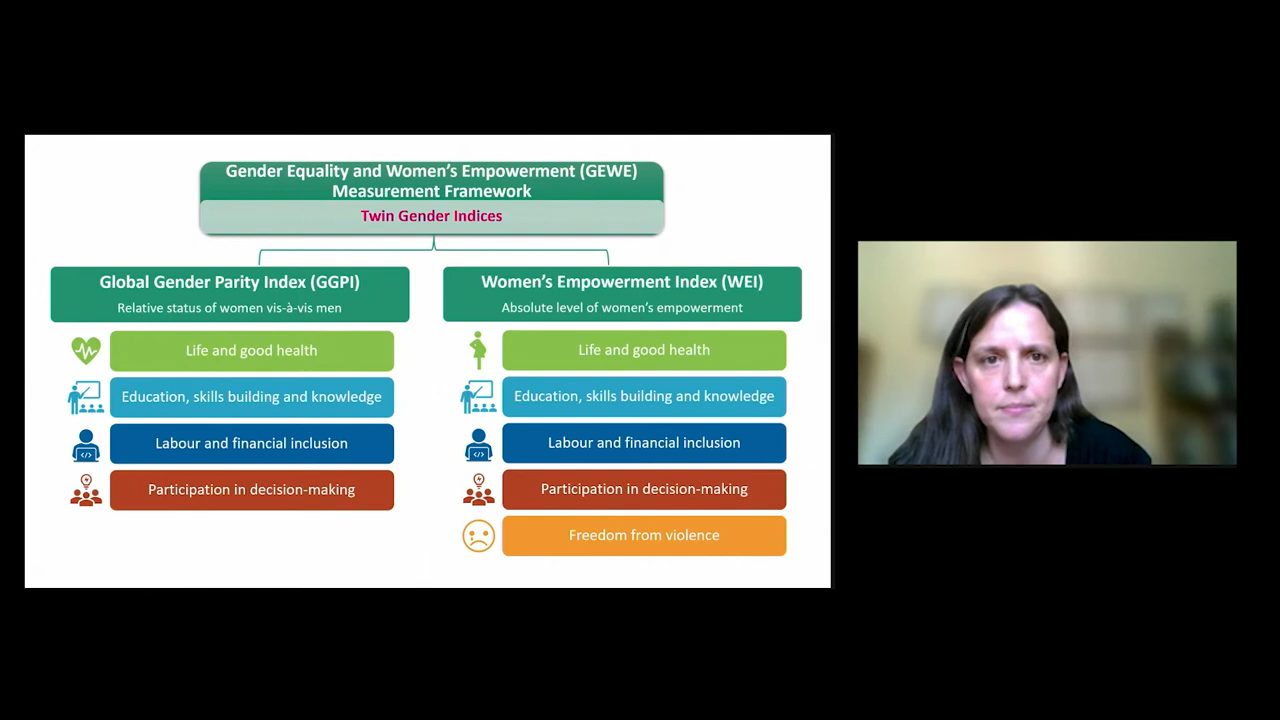 Gender Equality and Women's Empowerment (GEWE)
Measurement Framework
Twin Gender Indices
Global Gender Parity Index (GGPI)
Relative status of women vis-à-vis men
Life and good health
Education, skills building and knowledge
Labour and financial inclusion
Participation in decision-making
Women's Empowerment Index (WEI)
Absolute level of women's empowerment
Life and good health
Education, skills building and knowledge
Labour and financial inclusion
Participation in decision-making
Freedom from violence